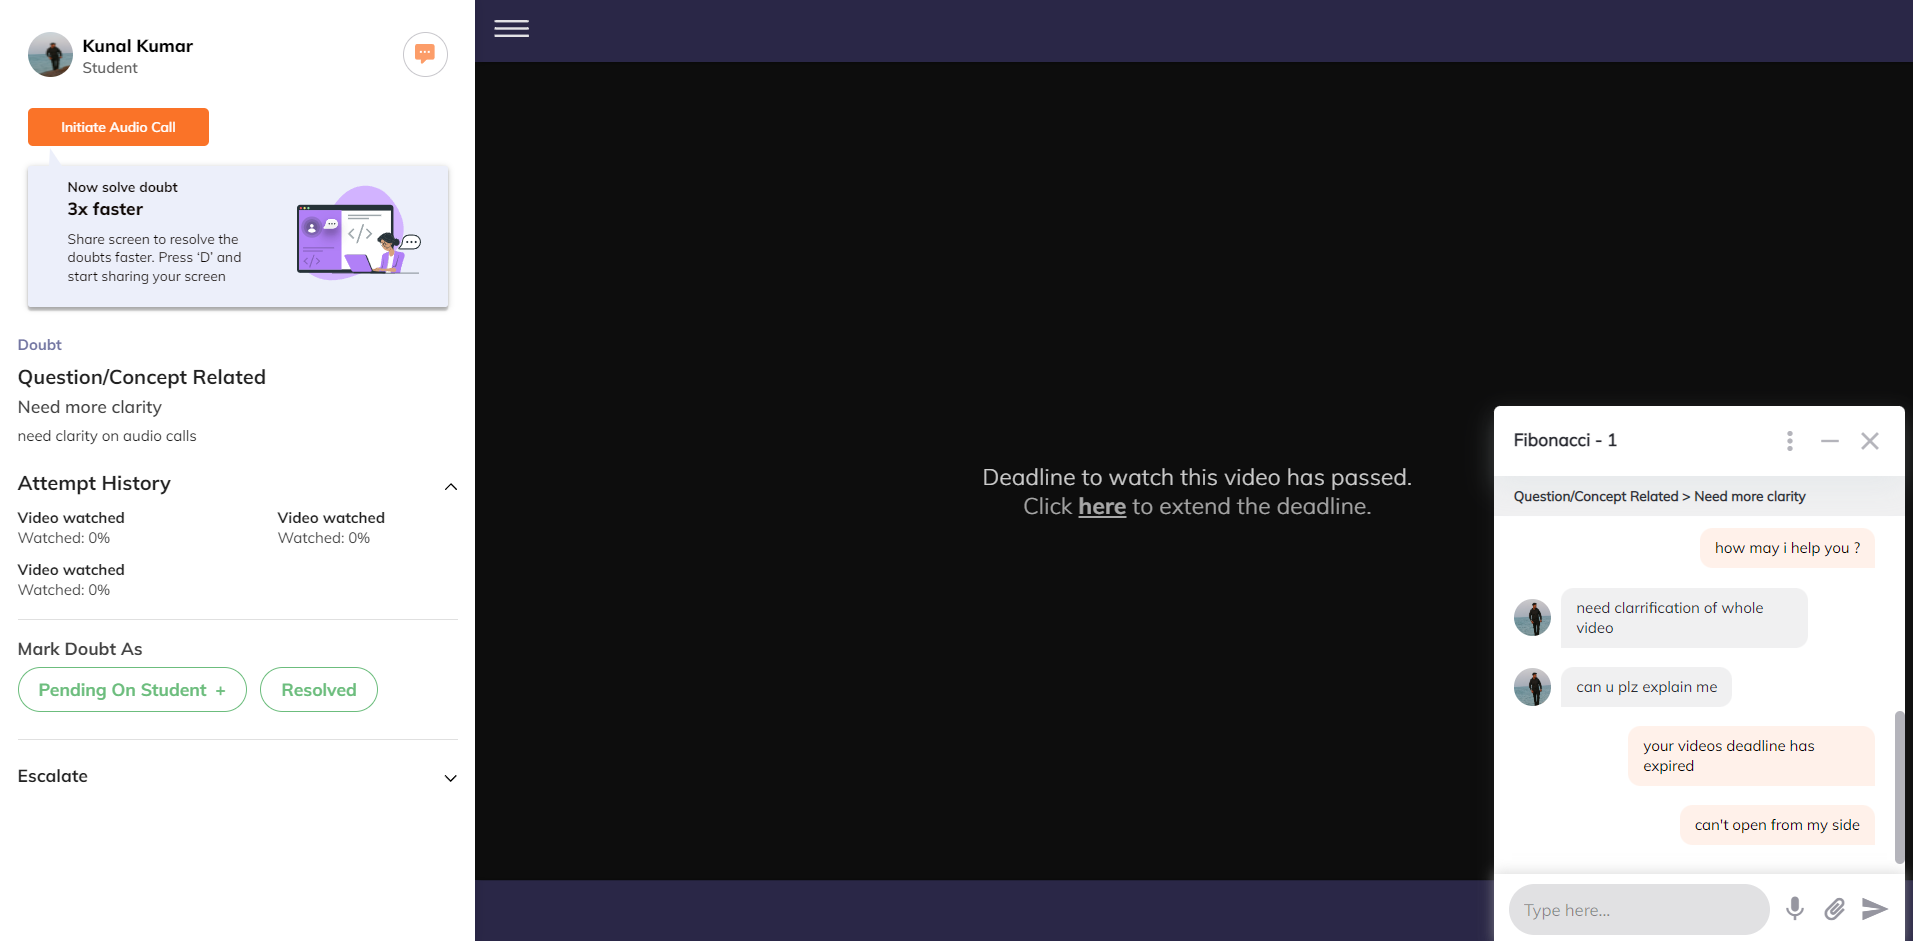 Kunal Kumar
Student
Initiate Audio Call
Now solve doubt
3x faster
Share screen to resolve the
doubts faster. Press ‘D’ and
start sharing your screen
Doubt
Question/Concept Related
Need more clarity
need clarity on audio calls
Attempt History
Video watched
Watched: 0%
Video watched
Watched: 0%
Video watched
Watched: 0%
Mark Doubt As
Pending On Student +
Resolved
Escalate
Deadline to watch this video has passed.
Click here to extend the deadline.
Fibonacci - 1
Question/Concept Related > Need more clarity
how may i help you ?
need clarrification of whole
video
can u plz explain me
your videos deadline has
expired
can't open from my side
Type here...